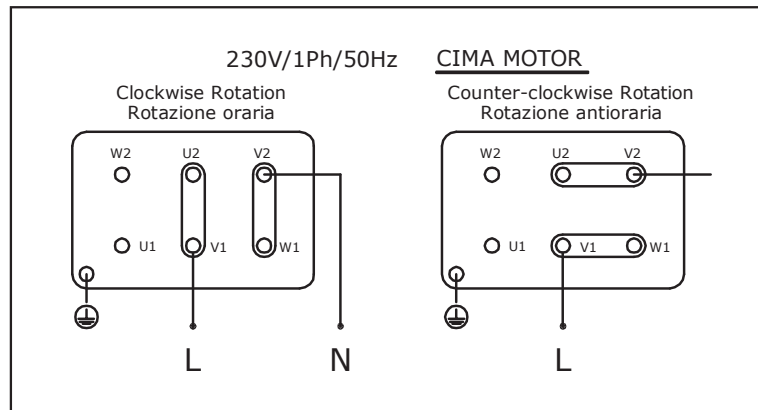 230V/1Ph/50Hz CIMA MOTOR
Clockwise Rotation
Rotazione oraria
W2 U2 V2
U1 V1 W1
L N
Counter-clockwise Rotation
Rotazione antioraria
W2 U2 V2
U1 V1 W1
L